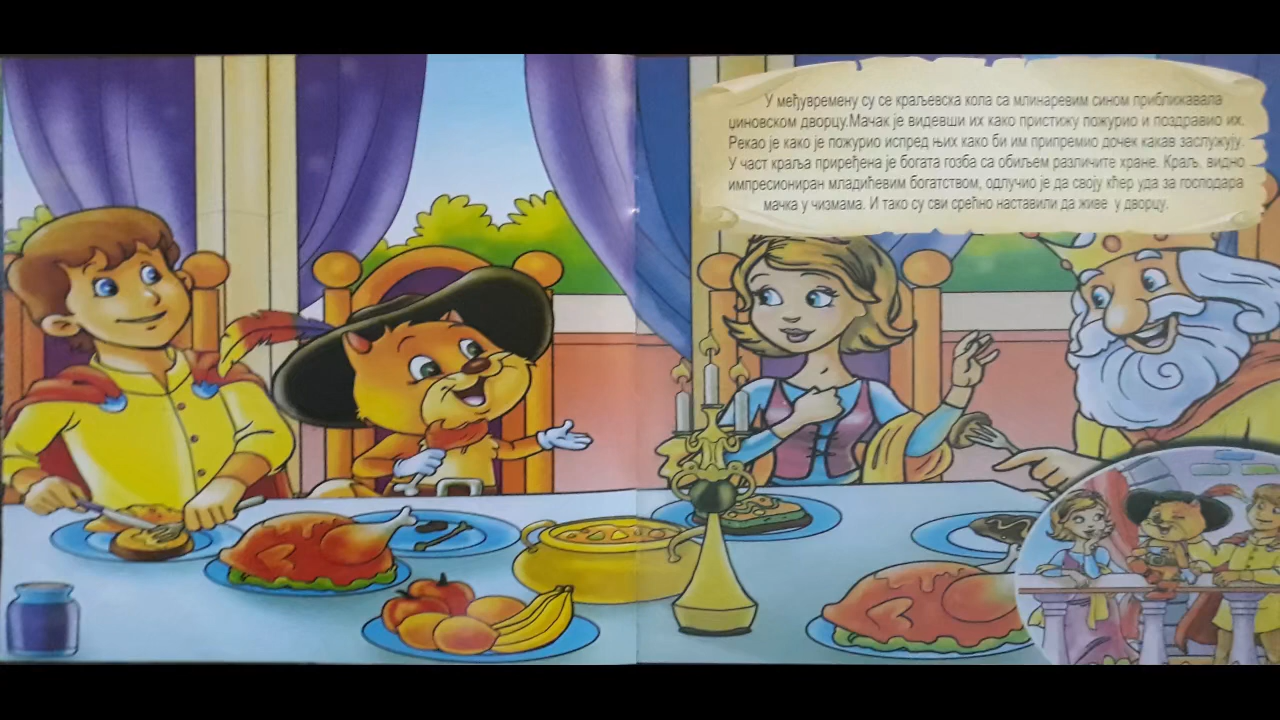 У међувремену су се краљевска кола са млинаревим сином приближавала
џиновском дворцу.Мачак је видевши их како пристижу пожурио и поздравио их.
Рекао је како је пожурио испред њих како би им припремио дочек какав заслужују.
У част краља приређена је богата гозба са обиљем различите хране. Краљ, видно
импресиониран младићевим богатством, одлучио је да своју кћер уда за господара
мачка у чизмама. И тако су сви срећно наставили да живе у дворцу.